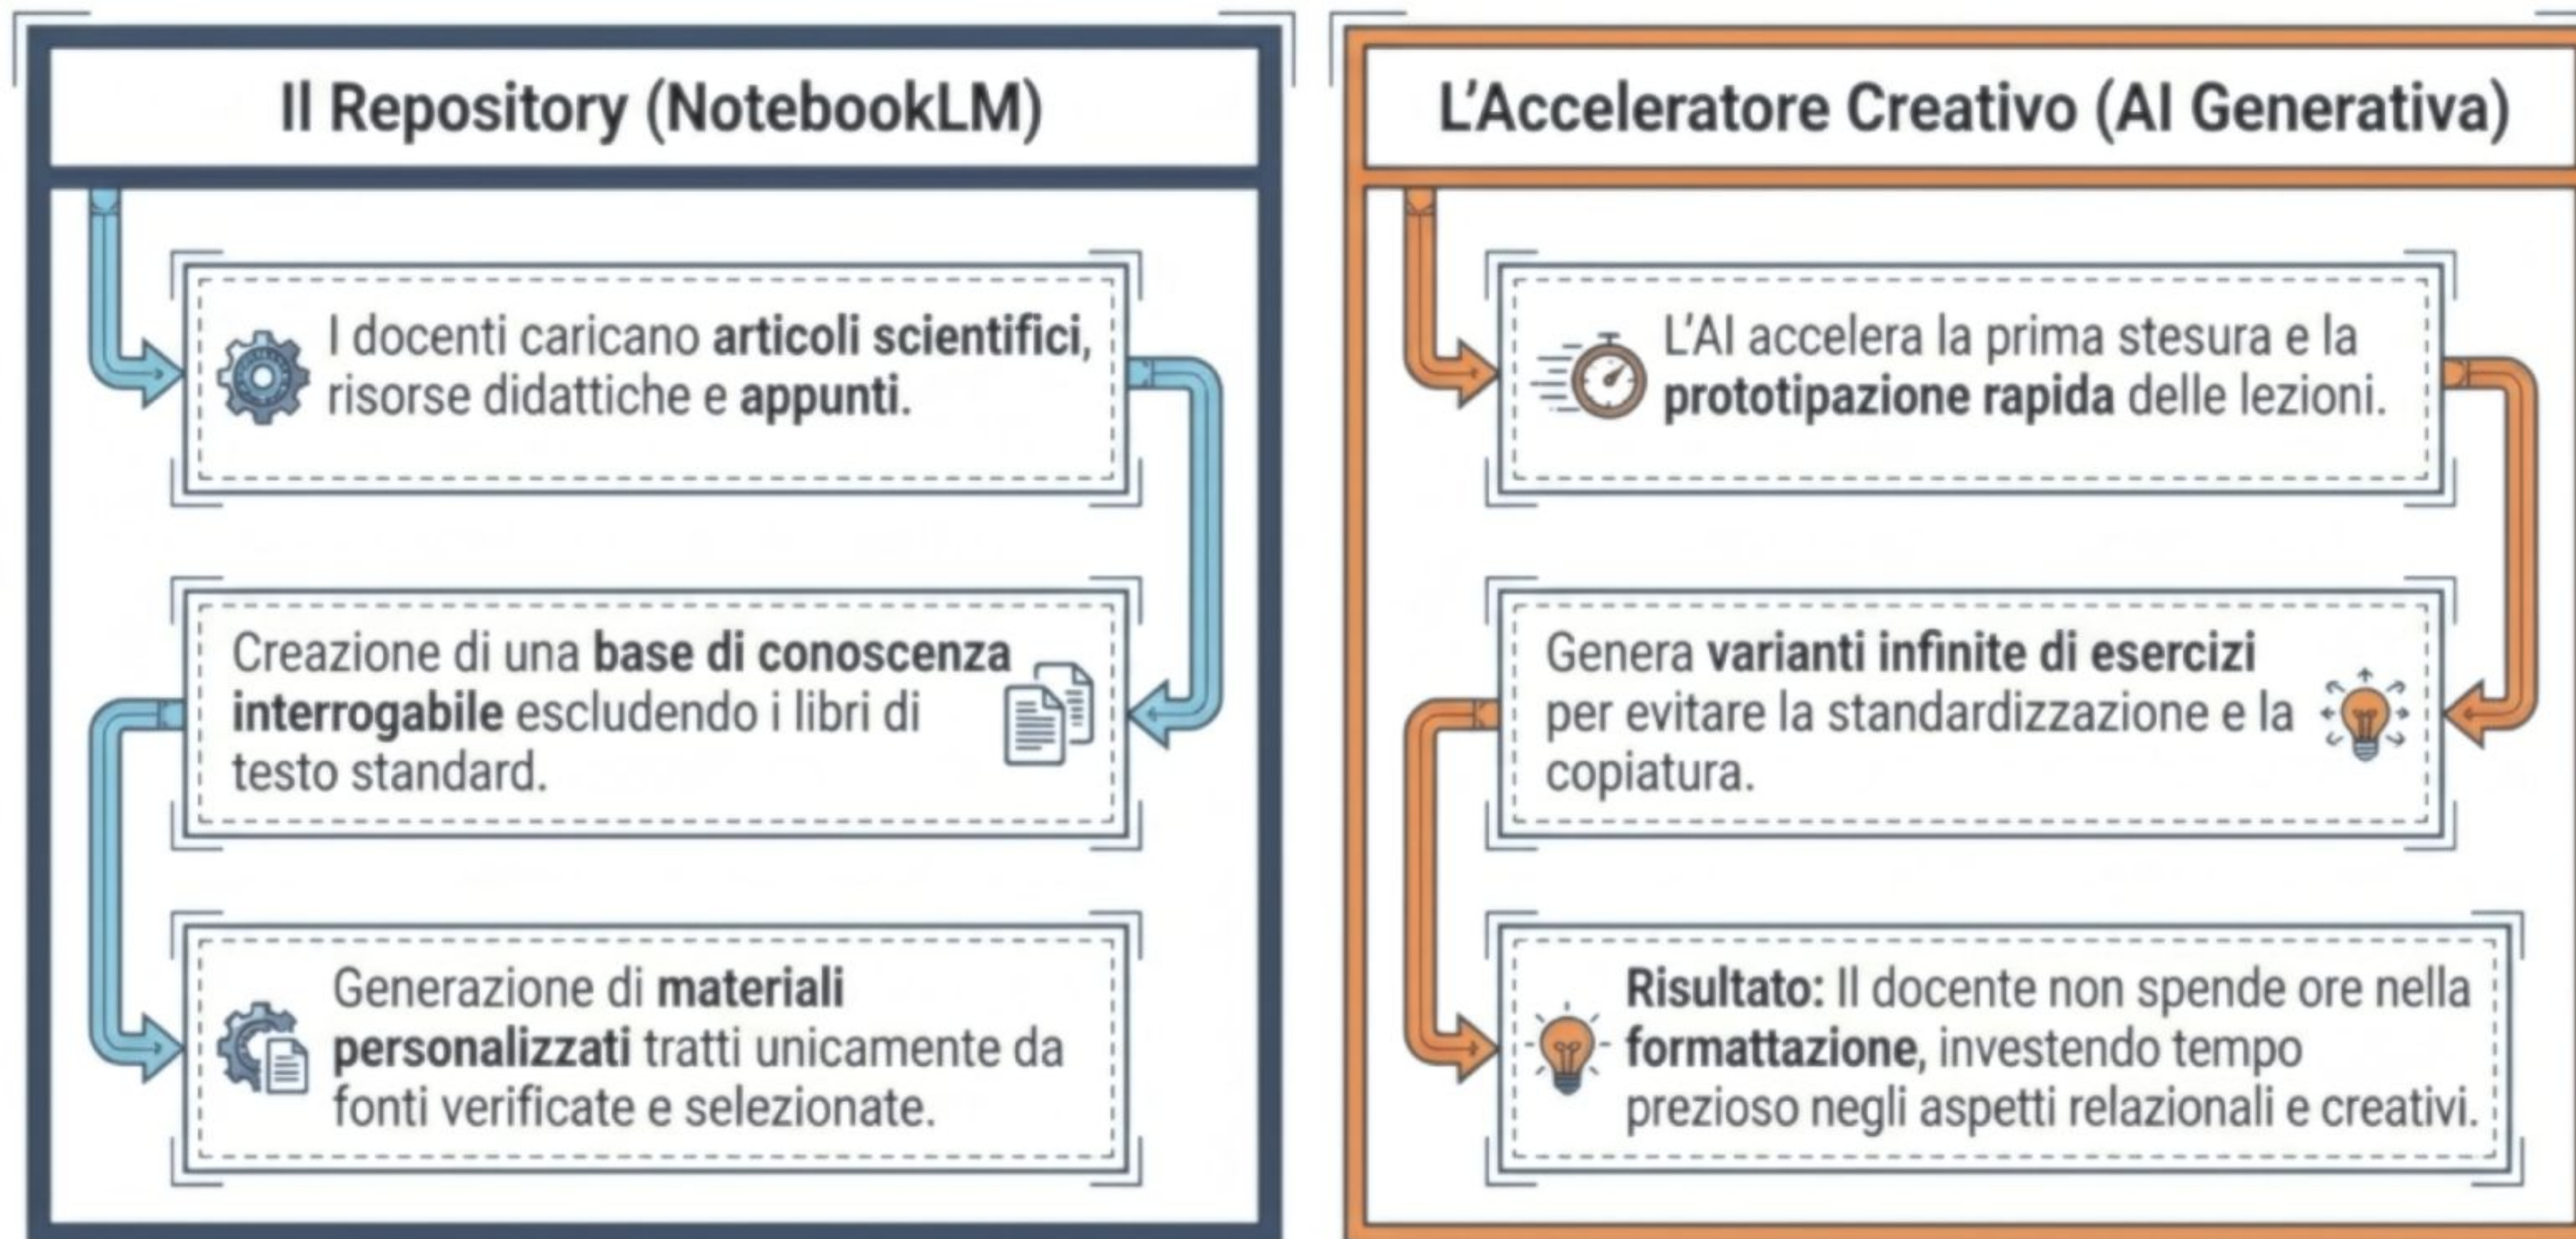 Il Repository (NotebookLM)
I docenti caricano articoli scientifici,
risorse didattiche e appunti.
Creazione di una base di conoscenza
interrogabile escludendo i libri di
testo standard.
Generazione di materiali
personalizzati tratti unicamente da
fonti verificate e selezionate.
L'Acceleratore Creativo (AI Generativa)
L'AI accelera la prima stesura e la
prototipazione rapida delle lezioni.
Genera varianti infinite di esercizi
per evitare la standardizzazione e la
copiatura.
Risultato: Il docente non spende ore nella
formattazione, investendo tempo
prezioso negli aspetti relazionali e creativi.